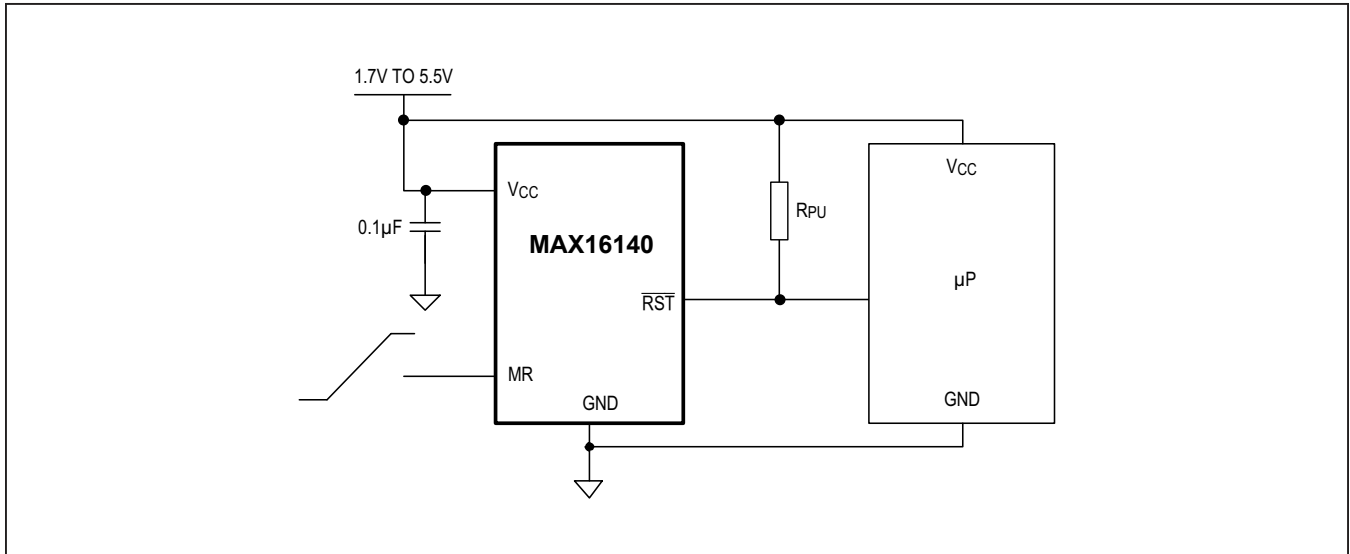 1.7V TO 5.5V
VCC
0.1µF
MAX16140
RST
MR
GND
RPU
VCC
µP
GND